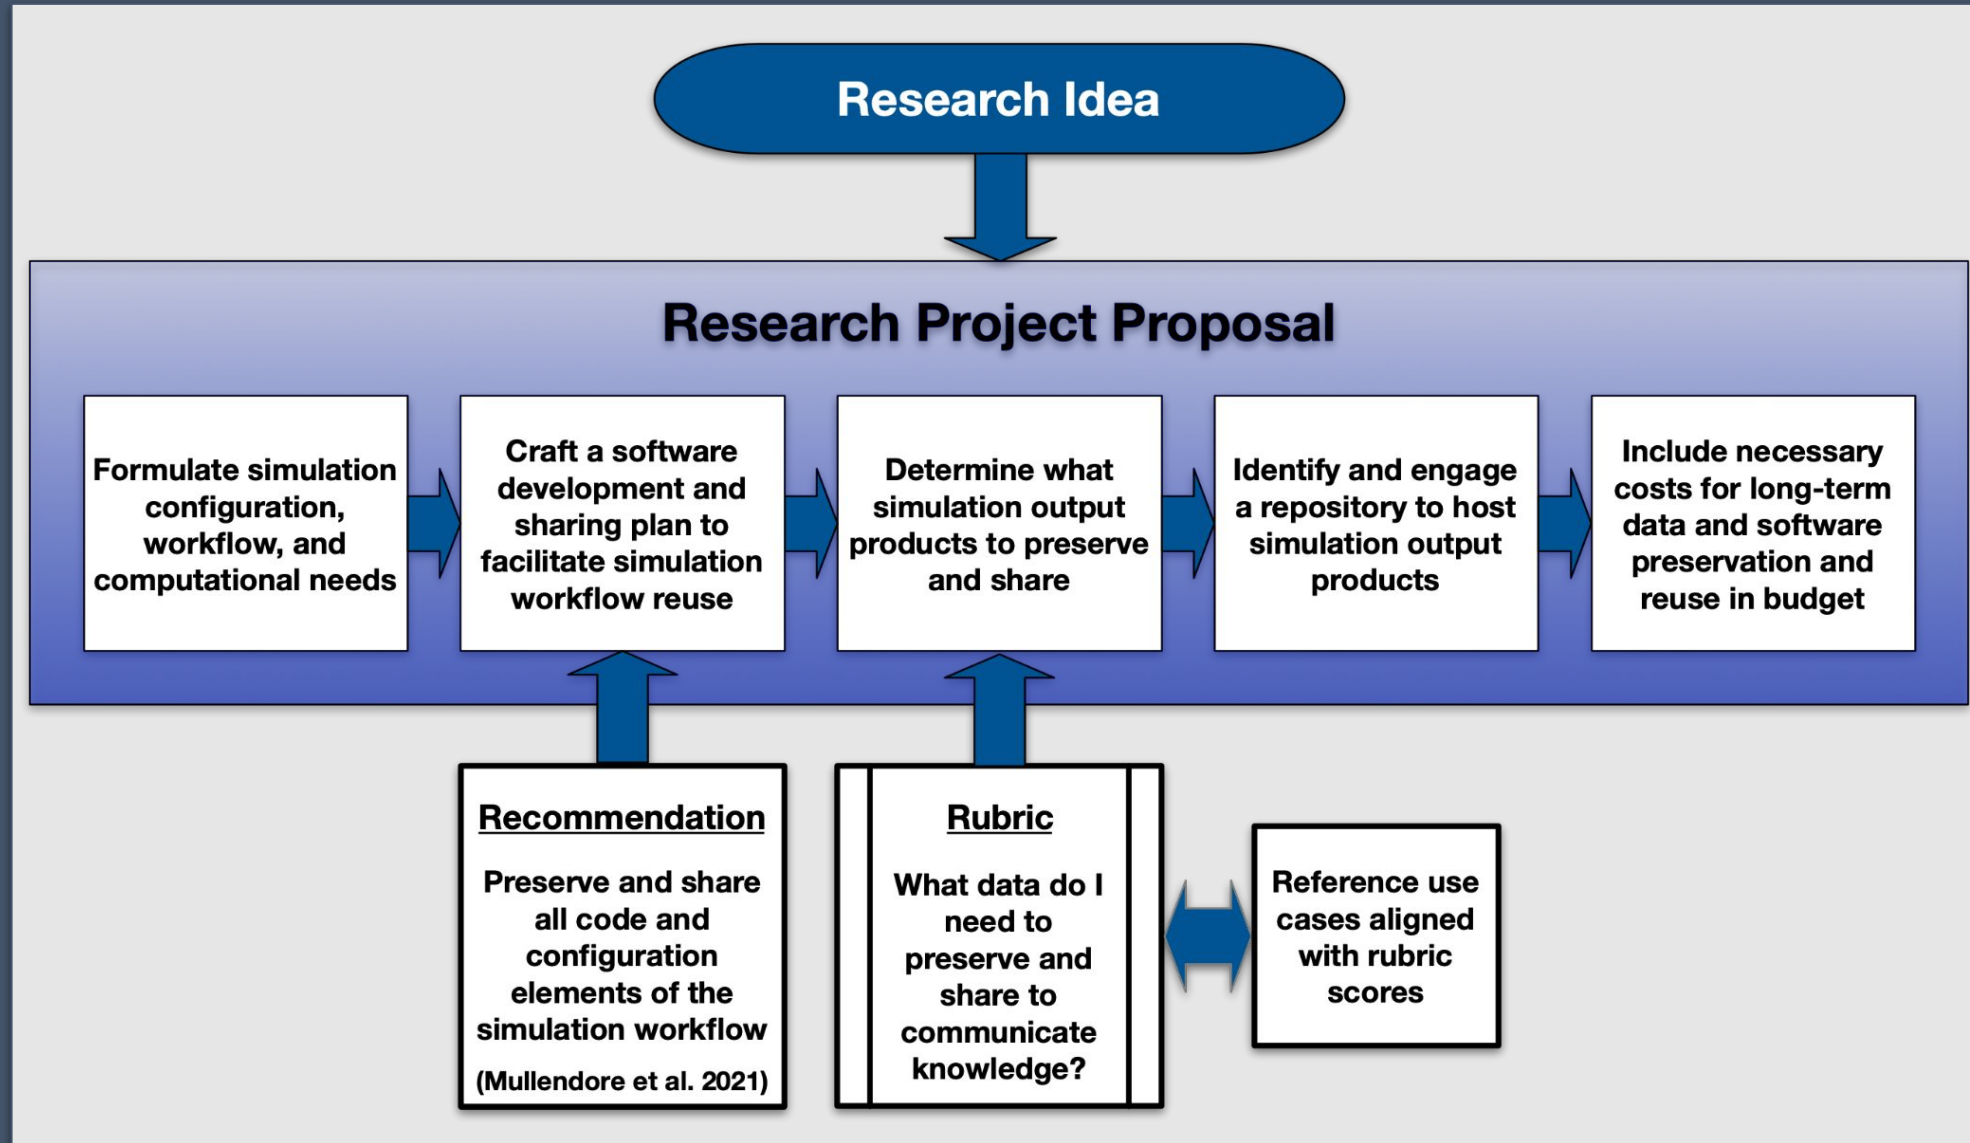 Research Idea
Research Project Proposal
Formulate simulation
configuration,
workflow, and
computational needs
Craft a software
development and
sharing plan to
facilitate simulation
workflow reuse
Determine what
simulation output
products to preserve
and share
Identify and engage
a repository to host
simulation output
products
Include necessary
costs for long-term
data and software
preservation and
reuse in budget
Recommendation
Preserve and share
all code and
configuration
elements of the
simulation workflow
(Mullendore et al. 2021)
Rubric
What data do I
need to
preserve and
share to
communicate
knowledge?
Reference use
cases aligned
with rubric
scores